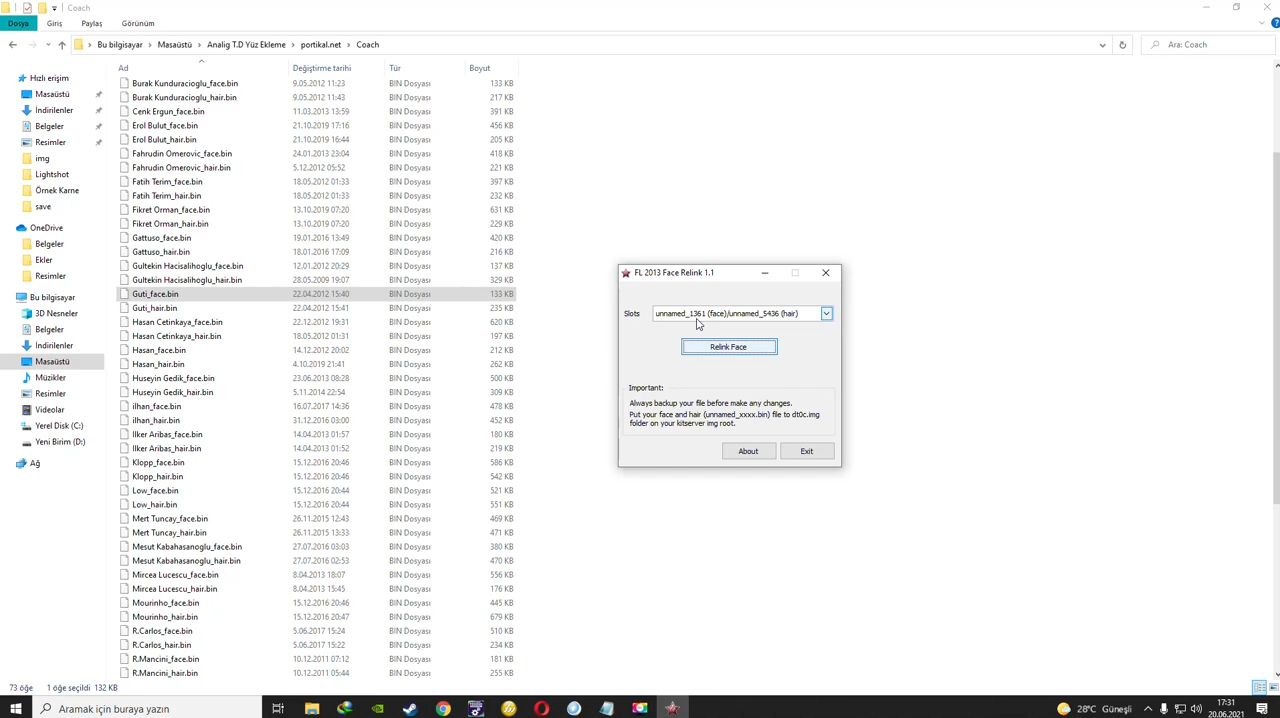 Coach
Dosya
Giriş
Paylaş
Görünüm
Bu bilgisayar
Masaüstü
Analig T.D Yüz Ekleme
portikal.net
Coach
Ara: Coach
Ad
Değiştirme tarihi
Tür
Boyut
Burak Kunduracioglu_face.bin 9.05.2012 11:23 BIN Dosyası 133 KB
Burak Kunduracioglu_hair.bin 9.05.2012 11:43 BIN Dosyası 217 KB
Cenk Ergun_face.bin 11.03.2013 13:59 BIN Dosyası 391 KB
Erol Bulut_face.bin 21.10.2019 17:16 BIN Dosyası 456 KB
Erol Bulut_hair.bin 21.10.2019 16:44 BIN Dosyası 205 KB
Fahrudin Omerovic_face.bin 24.01.2013 23:04 BIN Dosyası 418 KB
Fahrudin Omerovic_hair.bin 5.12.2012 05:52 BIN Dosyası 221 KB
Fatih Terim_face.bin 18.05.2012 01:33 BIN Dosyası 397 KB
Fatih Terim_hair.bin 18.05.2012 01:33 BIN Dosyası 232 KB
Fikret Orman_face.bin 13.10.2019 07:20 BIN Dosyası 631 KB
Fikret Orman_hair.bin 13.10.2019 07:20 BIN Dosyası 229 KB
Gattuso_face.bin 19.01.2016 13:49 BIN Dosyası 420 KB
Gattuso_hair.bin 18.01.2016 17:09 BIN Dosyası 216 KB
Gultekin Hacisalihoglu_face.bin 12.01.2012 20:29 BIN Dosyası 137 KB
Gultekin Hacisalihoglu_hair.bin 28.05.2009 19:07 BIN Dosyası 329 KB
Guti_face.bin 22.04.2012 15:40 BIN Dosyası 133 KB
Guti_hair.bin 22.04.2012 15:41 BIN Dosyası 235 KB
Hasan Cetinkaya_face.bin 22.12.2012 19:31 BIN Dosyası 620 KB
Hasan Cetinkaya_hair.bin 18.05.2012 01:31 BIN Dosyası 197 KB
Hasan_face.bin 14.12.2012 20:02 BIN Dosyası 212 KB
Hasan_hair.bin 4.10.2019 21:41 BIN Dosyası 262 KB
Huseyin Gedik_face.bin 23.06.2013 08:28 BIN Dosyası 500 KB
Huseyin Gedik_hair.bin 5.11.2014 22:54 BIN Dosyası 309 KB
ilhan_face.bin 16.07.2017 14:36 BIN Dosyası 478 KB
ilhan_hair.bin 31.12.2016 03:00 BIN Dosyası 452 KB
Ilker Aribas_face.bin 14.04.2013 01:57 BIN Dosyası 180 KB
Ilker Aribas_hair.bin 14.04.2013 01:52 BIN Dosyası 219 KB
Klopp_face.bin 15.12.2016 20:46 BIN Dosyası 586 KB
Klopp_hair.bin 15.12.2016 20:46 BIN Dosyası 542 KB
Low_face.bin 15.12.2016 20:44 BIN Dosyası 521 KB
Low_hair.bin 15.12.2016 20:44 BIN Dosyası 551 KB
Mert Tuncay_face.bin 26.11.2015 12:43 BIN Dosyası 469 KB
Mert Tuncay_hair.bin 26.11.2015 13:33 BIN Dosyası 471 KB
Mesut Kabahasanoglu_face.bin 27.07.2016 03:03 BIN Dosyası 380 KB
Mesut Kabahasanoglu_hair.bin 27.07.2016 02:53 BIN Dosyası 470 KB
Mircea Lucescu_face.bin 8.04.2013 18:07 BIN Dosyası 556 KB
Mircea Lucescu_hair.bin 8.04.2013 15:45 BIN Dosyası 176 KB
Mourinho_face.bin 15.12.2016 20:46 BIN Dosyası 445 KB
Mourinho_hair.bin 15.12.2016 20:47 BIN Dosyası 679 KB
R.Carlos_face.bin 5.06.2017 15:24 BIN Dosyası 510 KB
R.Carlos_hair.bin 5.06.2017 15:22 BIN Dosyası 234 KB
R.Mancini_face.bin 10.12.2011 07:12 BIN Dosyası 181 KB
R.Mancini_hair.bin 10.12.2011 05:44 BIN Dosyası 255 KB
Hızlı erişim
Masaüstü
İndirilenler
Belgeler
Resimler
img
Lightshot
Örnek Karne
save
OneDrive
Belgeler
Ekler
Resimler
Bu bilgisayar
3D Nesneler
Belgeler
İndirilenler
Masaüstü
Müzikler
Resimler
Videolar
Yerel Disk (C:)
Yeni Birim (D:)
Ağ
FL 2013 Face Relink 1.1
Slots
unnamed_1361 (face)/unnamed_5436 (hair)
Relink Face
Important:
Always backup your file before make any changes.
Put your face and hair (unnamed_xxxx.bin) file to dt0c.img
folder on your kitserver img root.
About
Exit
73 öğe
1 öğe seçildi 132 KB
Aramak için buraya yazın
28°C Güneşli
17:31
20.06.2021